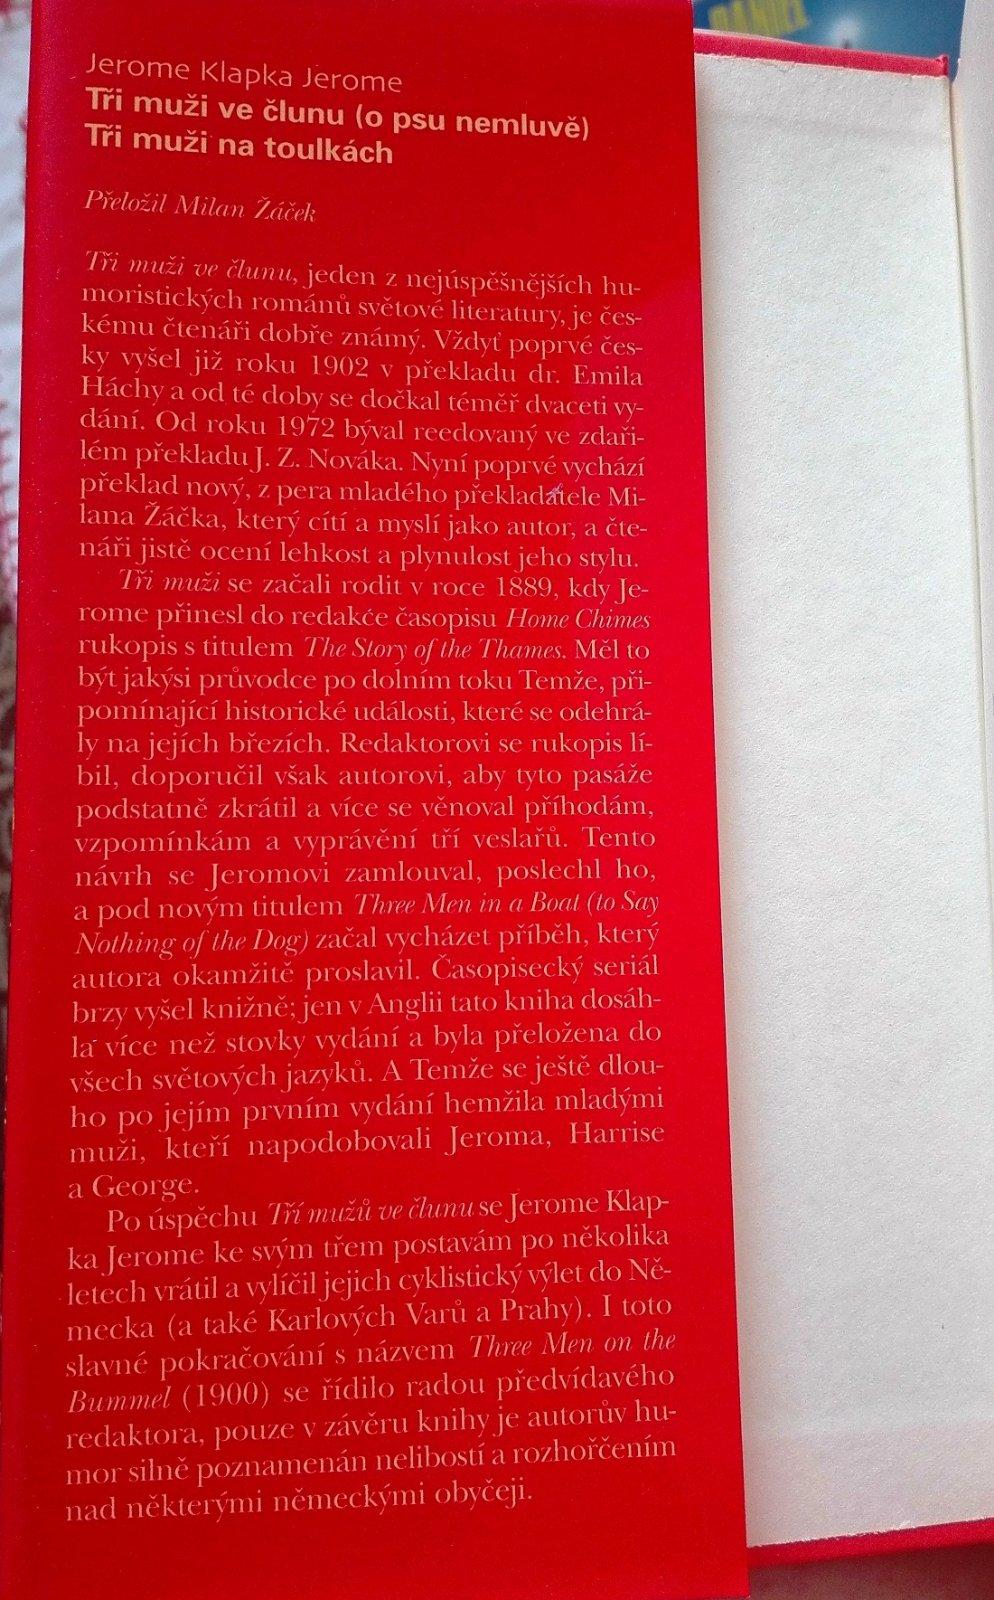 DANIEL
Jerome Klapka Jerome
Tři muži ve člunu (o psu nemluvě)
Tři muži na toulkách
Přeložil Milan Žáček
Tři muži ve člunu, jeden z nejúspěšnějších hu-
moristických románů světové literatury, je čes-
kému čtenáři dobře známý. Vždyť poprvé čes-
ky vyšel již roku 1902 v překladu dr. Emila
Háchy a od té doby se dočkal téměř dvaceti vy-
dání. Od roku 1972 býval reedovaný ve zdaři-
lém překladu J. Z. Nováka. Nyní poprvé vychází
překlad nový, z pera mladého překladatele Mi-
lana Žáčka, který cítí a myslí jako autor, a čte-
náři jistě ocení lehkost a plynulost jeho stylu.
Tři muži se začali rodit v roce 1889, kdy Je-
rome přinesl do redakce časopisu Home Chimes
rukopis s titulem The Story of the Thames. Měl to
být jakýsi průvodce po dolním toku Temže, při-
pomínající historické události, které se odehrá-
ly na jejích březích. Redaktorovi se rukopis lí-
bil, doporučil však autorovi, aby tyto pasáže
podstatně zkrátil a více se věnoval příhodám,
vzpomínkám a vyprávění tří veslařů. Tento
návrh se Jeromovi zamlouval, poslechl ho,
a pod novým titulem Three Men in a Boat (to Say
Nothing of the Dog) začal vycházet příběh, který
autora okamžitě proslavil. Časopisecký seriál
brzy vyšel knižně; jen v Anglii tato kniha dosáh-
la více než stovky vydání a byla přeložena do
všech světových jazyků. A Temže se ještě dlou-
ho po jejím prvním vydání hemžila mladými
muži, kteří napodobovali Jeroma, Harrise
a George.
Po úspěchu Tří mužů ve člunu se Jerome Klap-
ka Jerome ke svým třem postavám po několika
letech vrátil a vylíčil jejich cyklistický výlet do Ně-
mecka (a také Karlových Varů a Prahy). I toto
slavné pokračování s názvem Three Men on the
Bummel (1900) se řídilo radou předvídavého
redaktora, pouze v závěru knihy je autorův hu-
mor silně poznamenán nelibostí a rozhořčením
nad některými německými obyčeji.